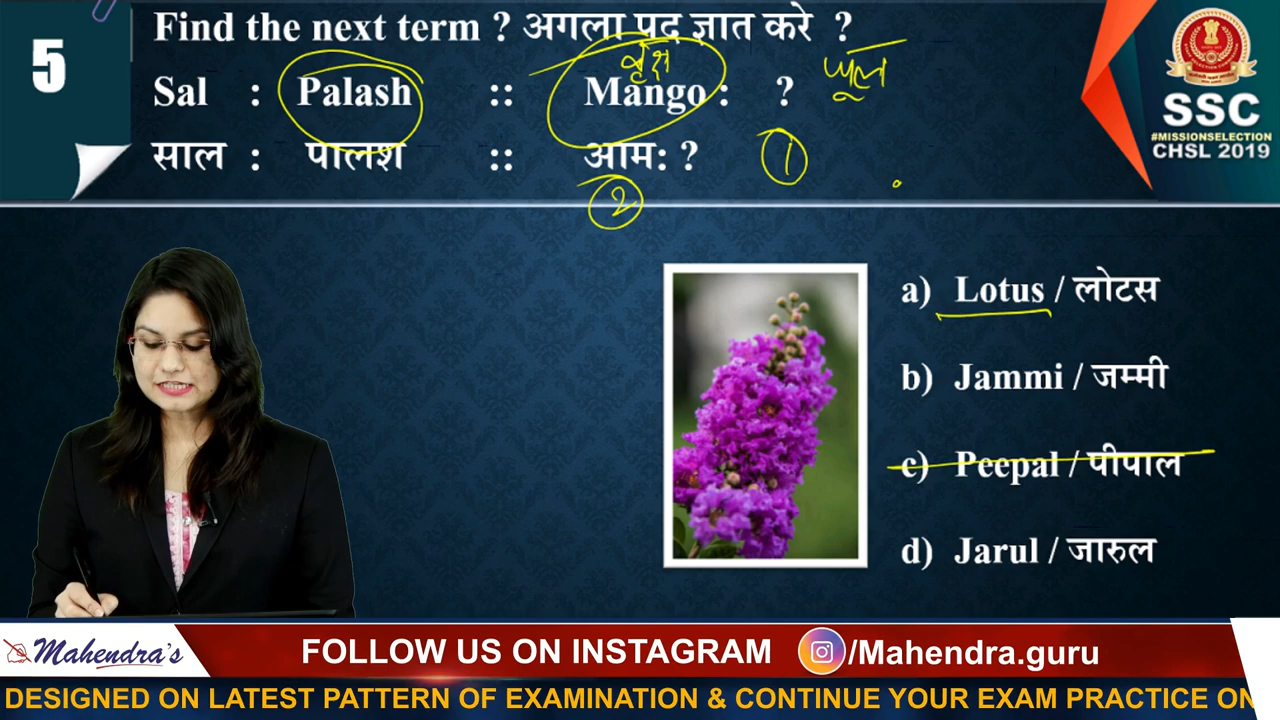 5
Find the next term ? अगला पद ज्ञात करे ?
वृक्ष
फूल
Sal : Palash :: Mango : ?
साल : पालश :: आम: ?
1
2
SSC
#MISSIONSELECTION
CHSL 2019
a) Lotus / लोटस
b) Jammi / जम्मी
c) Peepal / पीपाल
d) Jarul / जारुल
Mahendra's
FOLLOW US ON INSTAGRAM /Mahendra.guru
DESIGNED ON LATEST PATTERN OF EXAMINATION & CONTINUE YOUR EXAM PRACTICE ON